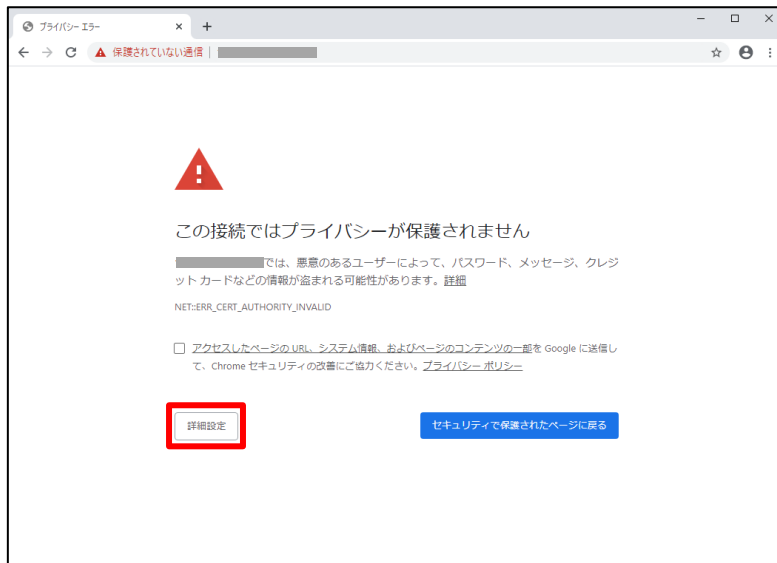 プライバシー エラー
保護されていない通信
この接続ではプライバシーが保護されません
では、悪意のあるユーザーによって、パスワード、メッセージ、クレジ
ット カードなどの情報が盗まれる可能性があります。詳細
NET::ERR_CERT_AUTHORITY_INVALID
アクセスしたページの URL、システム情報、およびページのコンテンツの一部を Google に送信し
て、Chrome セキュリティの改善にご協力ください。プライバシー ポリシー
詳細設定
セキュリティで保護されたページに戻る